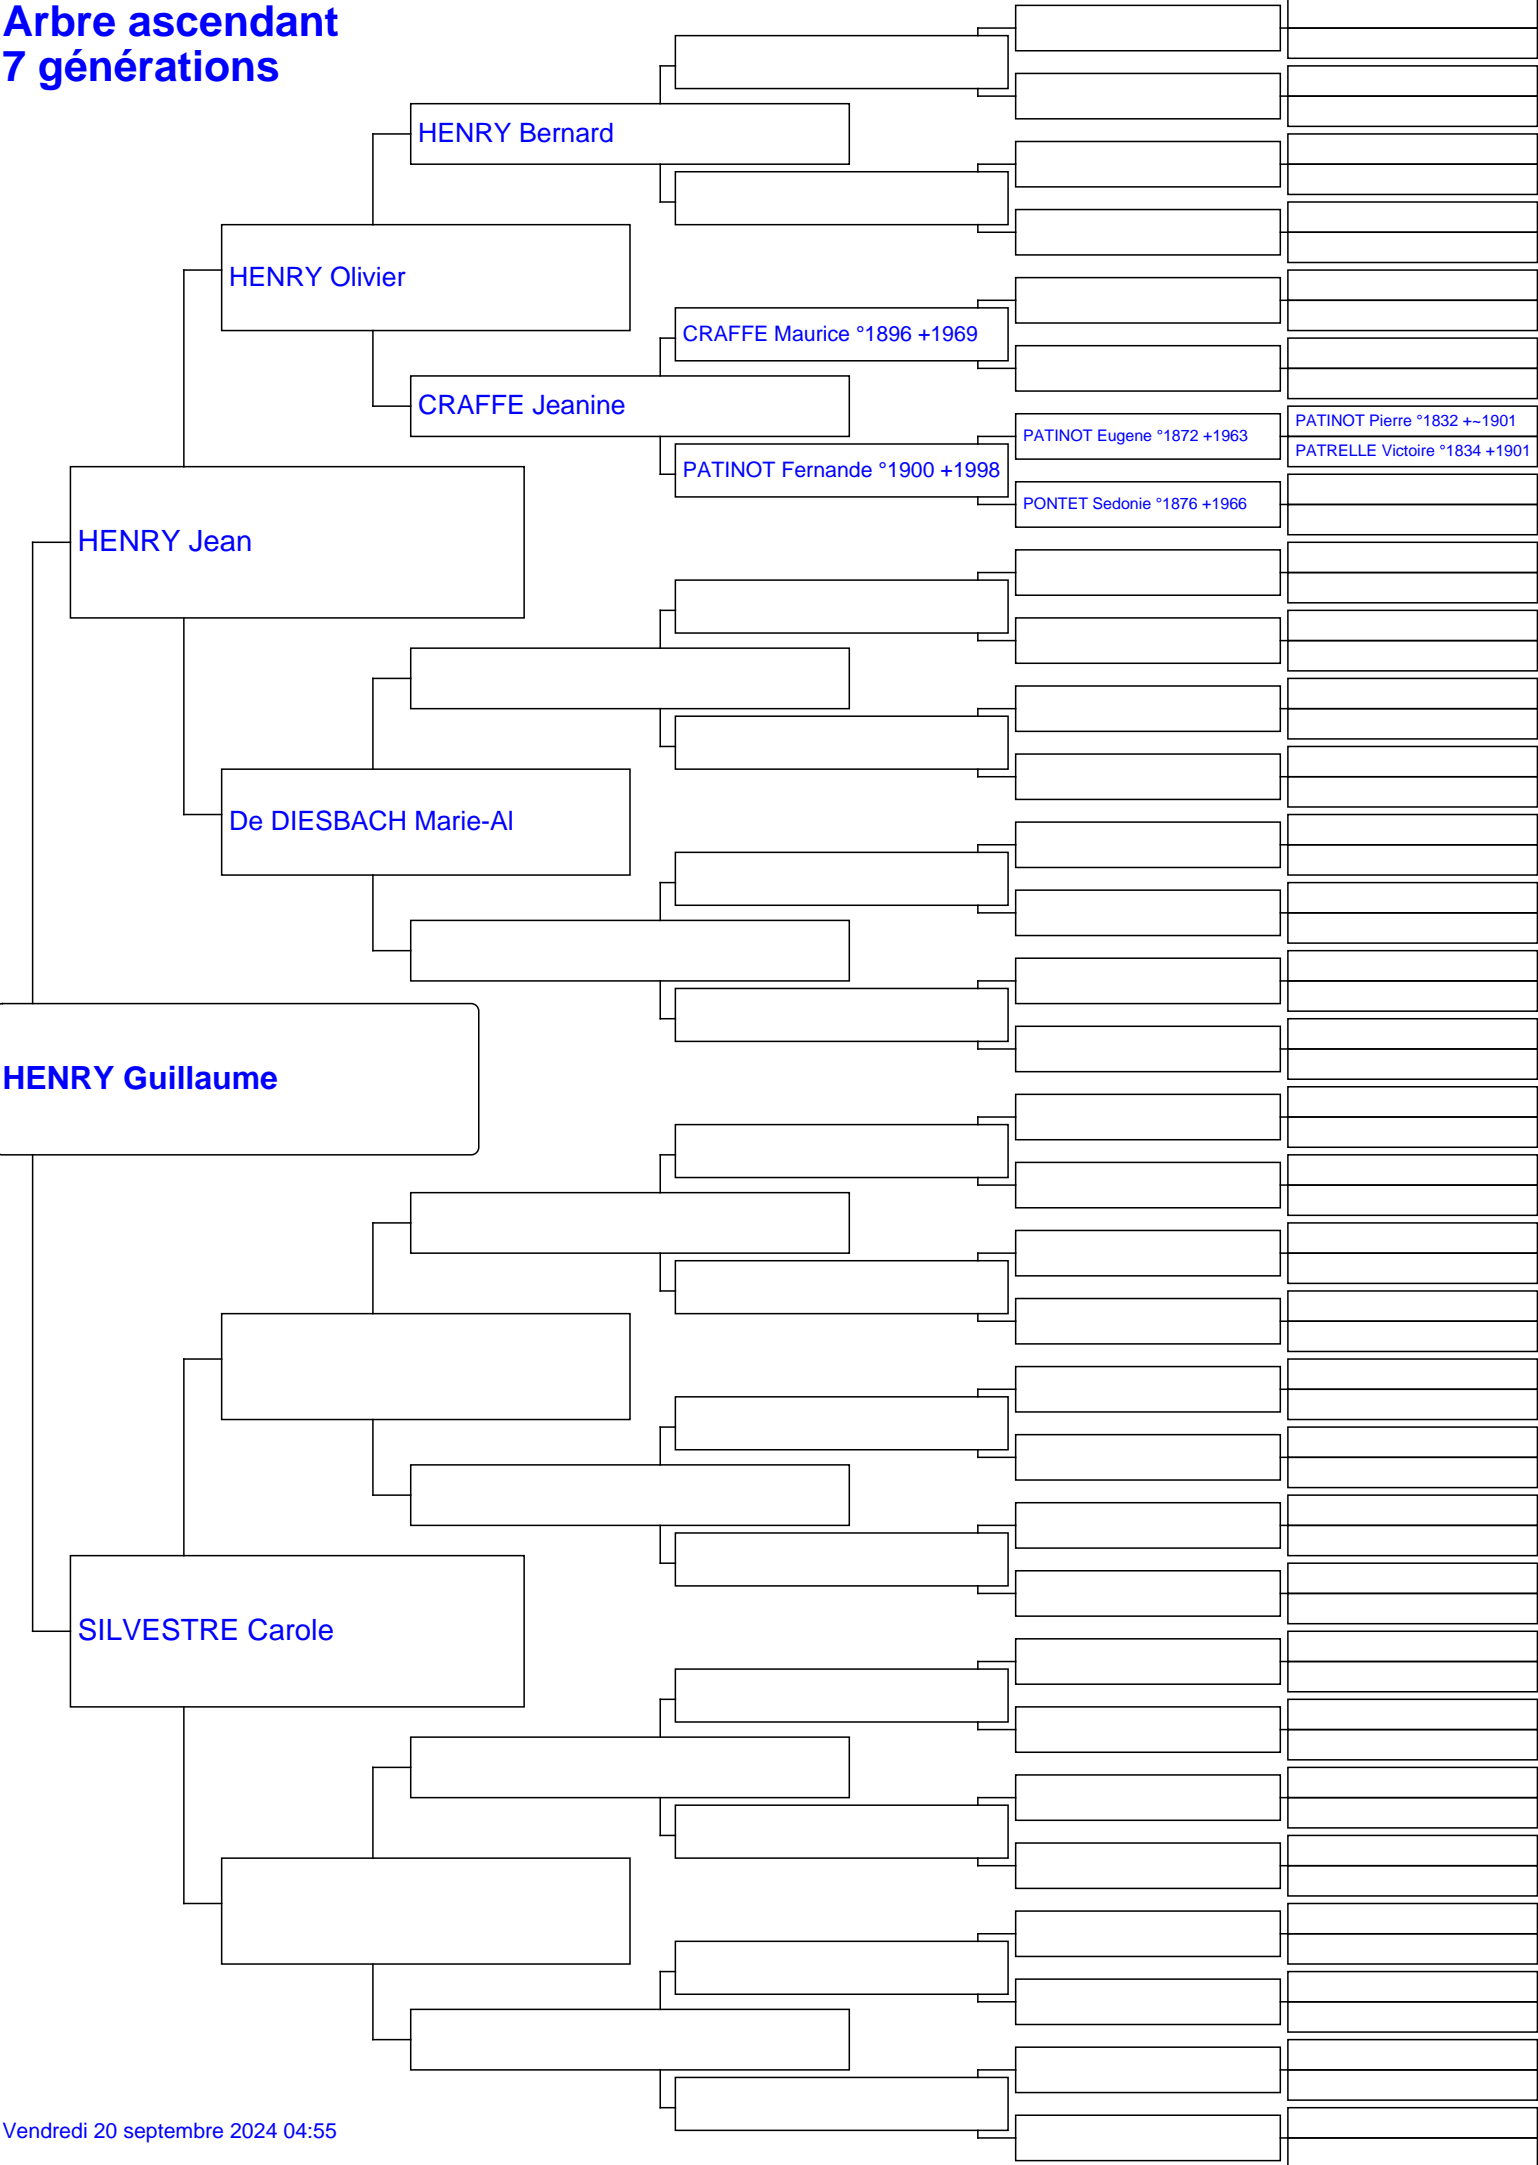 Arbre ascendant
7 générations
HENRY Bernard
HENRY Olivier
CRAFFE Maurice °1896 +1969
CRAFFE Jeanine
PATINOT Pierre °1832 +~1901
PATINOT Eugene °1872 +1963
PATRELLE Victoire °1834 +1901
PATINOT Fernande °1900 +1998
PONTET Sedonie °1876 +1966
HENRY Jean
De DIESBACH Marie-Al
HENRY Guillaume
SILVESTRE Carole
Vendredi 20 septembre 2024 04:55